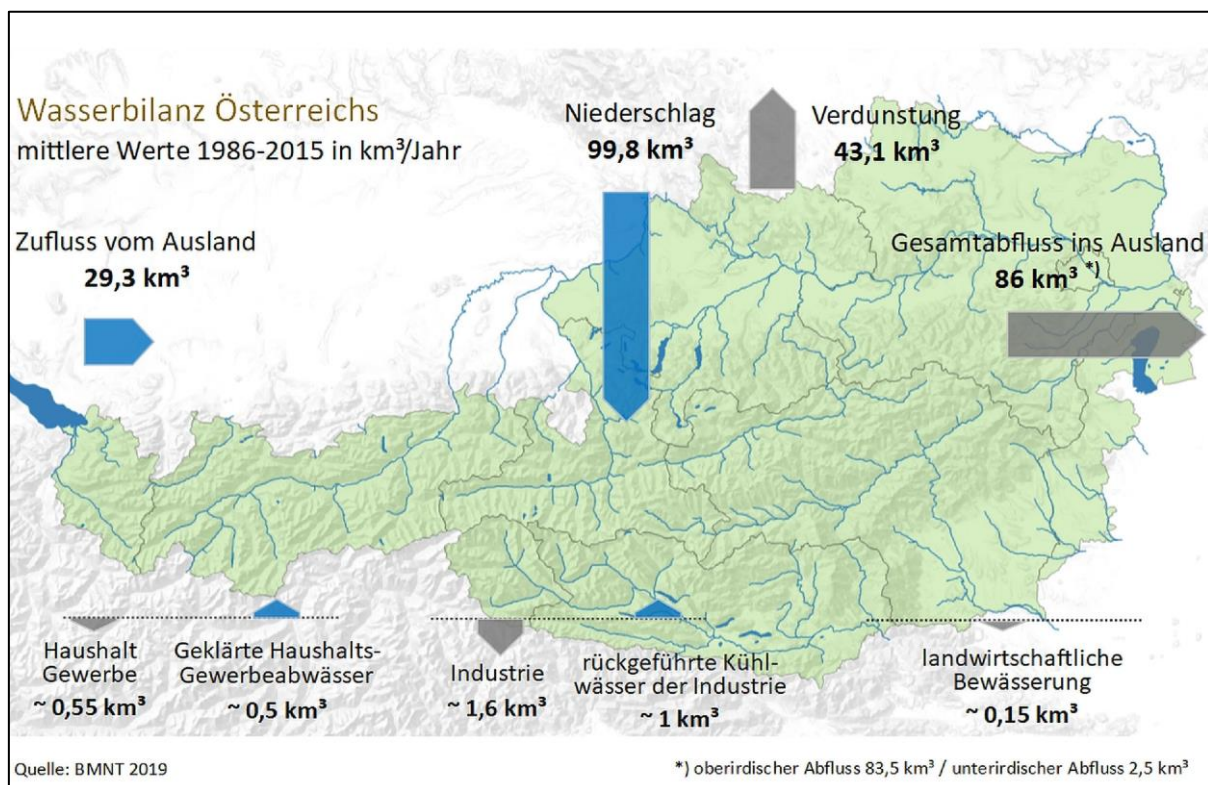 Wasserbilanz Österreichs
mittlere Werte 1986-2015 in km³/Jahr
Niederschlag
99,8 km³
Verdunstung
43,1 km³
Zufluss vom Ausland
29,3 km³
Gesamtabfluss ins Ausland
86 km³ *)
Haushalt
Gewerbe
~ 0,55 km³
Geklärte Haushalts-
Gewerbeabwässer
~ 0,5 km³
Industrie
~ 1,6 km³
rückgeführte Kühl-
wässer der Industrie
~ 1 km³
landwirtschaftliche
Bewässerung
~ 0,15 km³
Quelle: BMNT 2019
*) oberirdischer Abfluss 83,5 km³ / unterirdischer Abfluss 2,5 km³